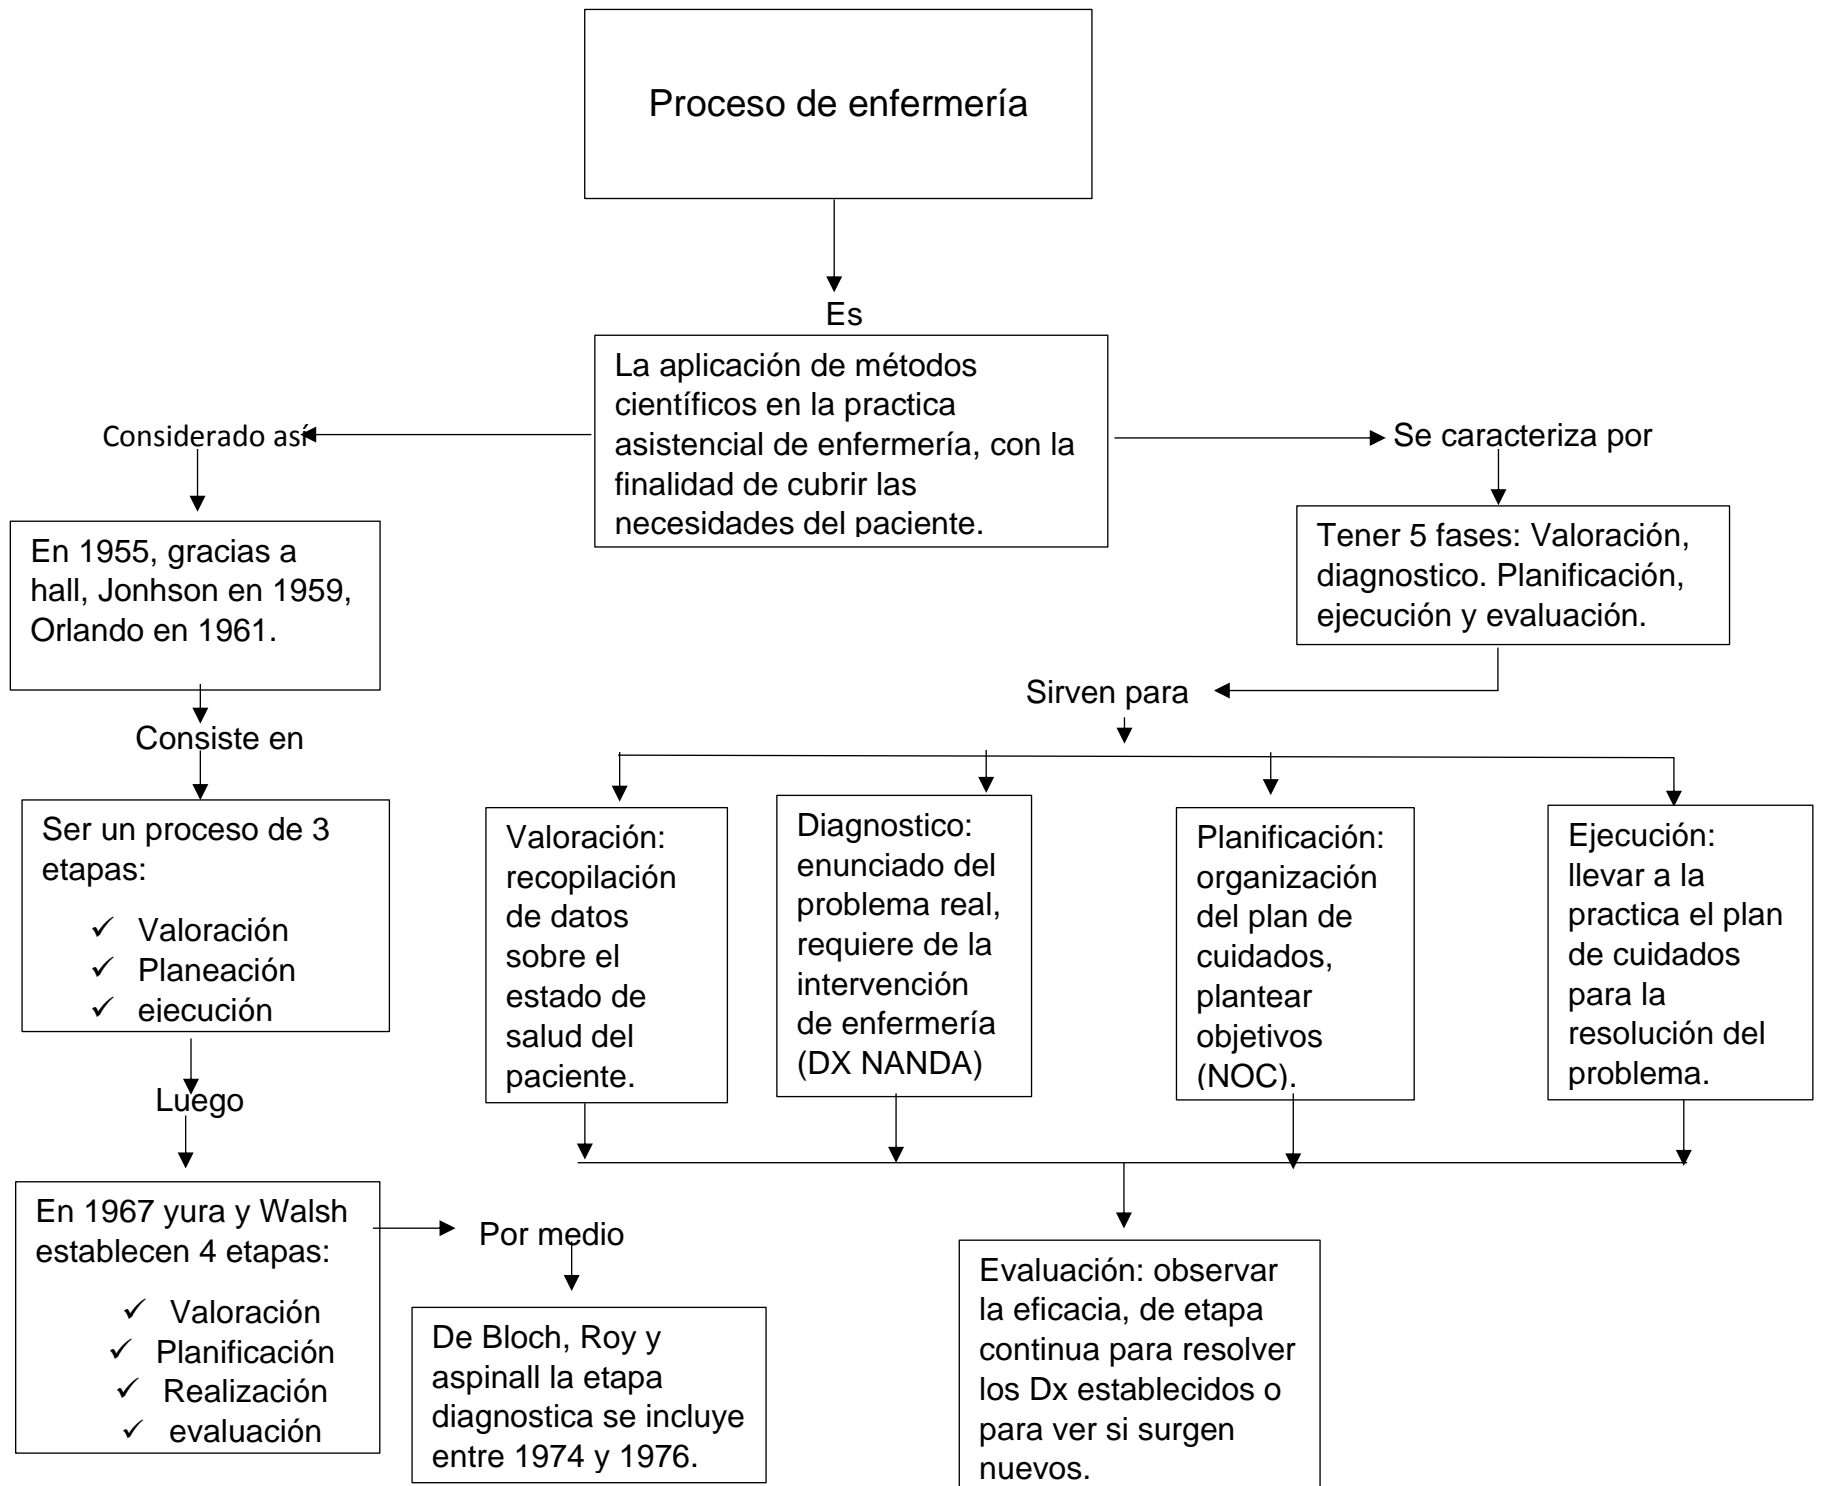 Proceso de enfermería
Es
La aplicación de métodos
científicos en la practica
asistencial de enfermería, con la
finalidad de cubrir las
necesidades del paciente.
Considerado así
En 1955, gracias a
hall, Jonhson en 1959,
Orlando en 1961.
Consiste en
Ser un proceso de 3
etapas:
✓ Valoración
✓ Planeación
✓ ejecución
Luego
En 1967 yura y Walsh
establecen 4 etapas:
✓ Valoración
✓ Planificación
✓ Realización
✓ evaluación
Por medio
De Bloch, Roy y
aspinall la etapa
diagnostica se incluye
entre 1974 y 1976.
Se caracteriza por
Tener 5 fases: Valoración,
diagnostico. Planificación,
ejecución y evaluación.
Sirven para
Valoración:
recopilación
de datos
sobre el
estado de
salud del
paciente.
Diagnostico:
enunciado del
problema real,
requiere de la
intervención
de enfermería
(DX NANDA)
Planificación:
organización
del plan de
cuidados,
plantear
objetivos
(NOC).
Ejecución:
llevar a la
practica el plan
de cuidados
para la
resolución del
problema.
Evaluación: observar
la eficacia, de etapa
continua para resolver
los Dx establecidos o
para ver si surgen
nuevos.